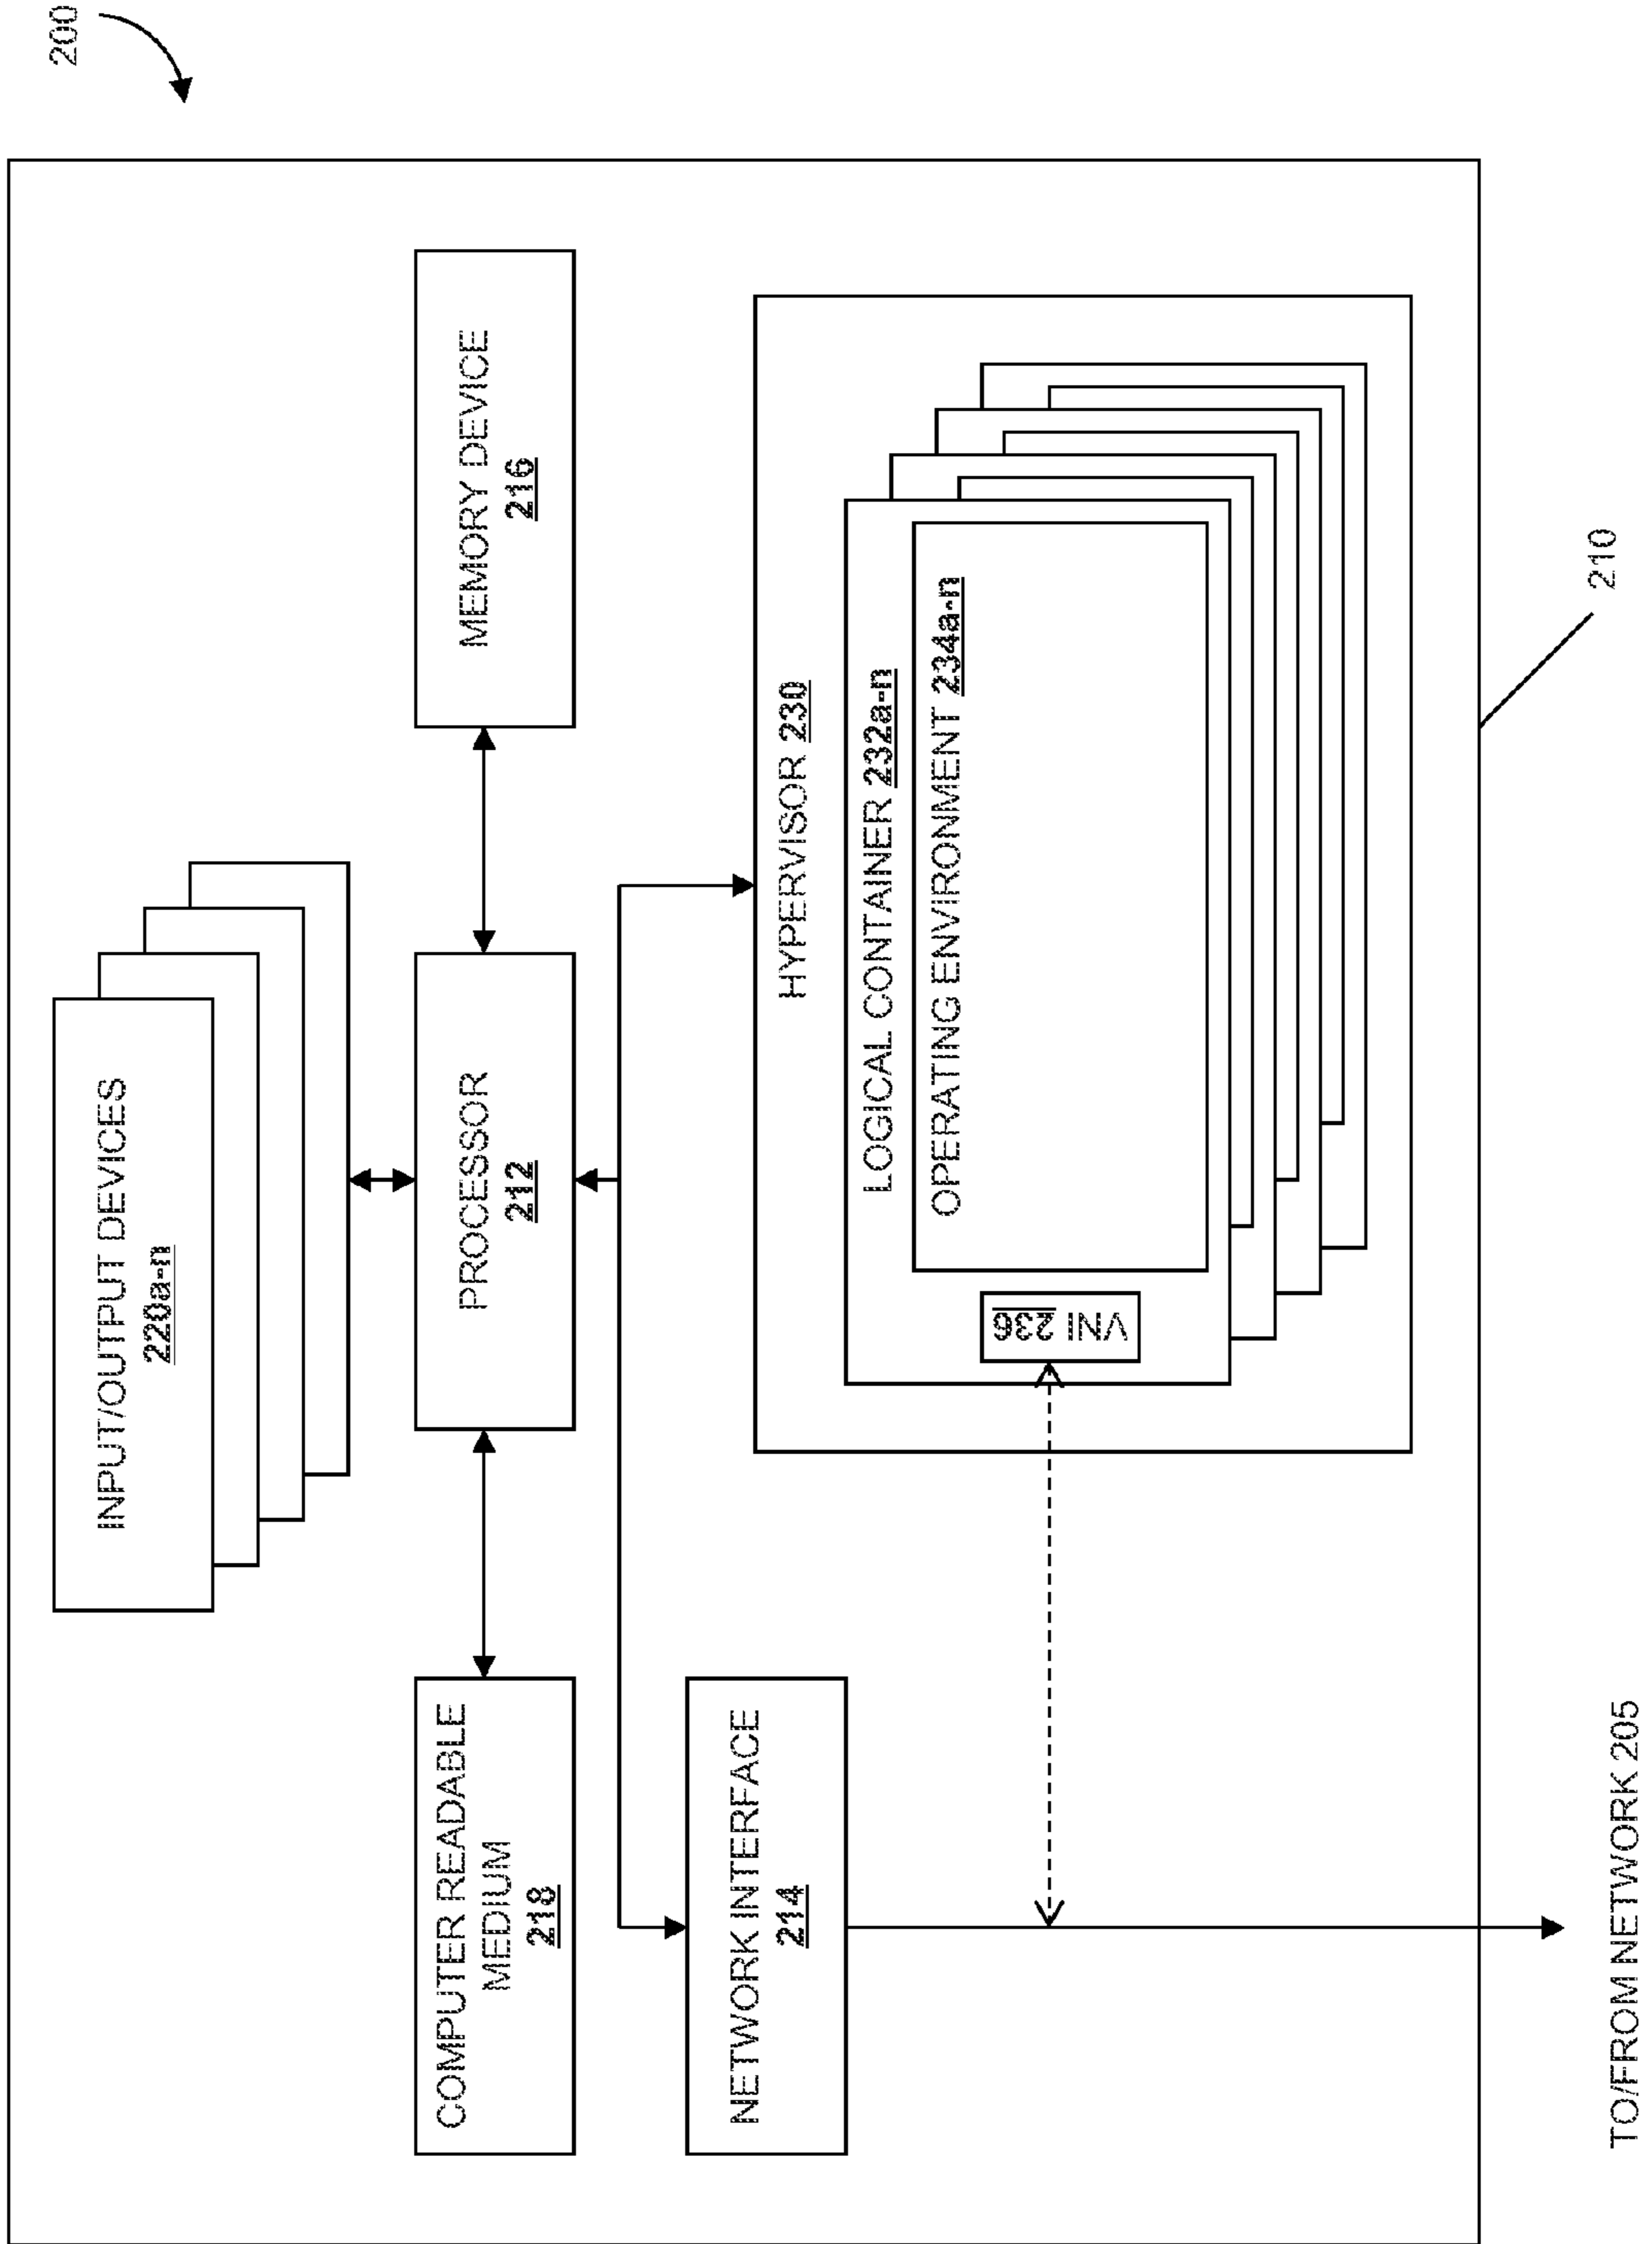 200
INPUT/OUTPUT DEVICES
220a-n
COMPUTER READABLE
MEDIUM
218
PROCESSOR
212
MEMORY DEVICE
216
NETWORK INTERFACE
214
HYPERVISOR 230
LOGICAL CONTAINER 232a-n
OPERATING ENVIRONMENT 234a-n
VNI 236
210
TO/FROM NETWORK 205